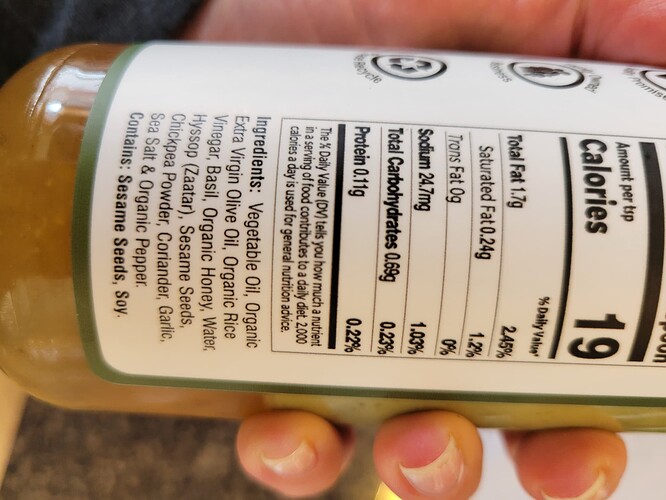 Please Recycle
Amount per tsp
Calories 19
% Daily Value*
Total Fat 1.7g 2.45%
Saturated Fat 0.24g 1.2%
Trans Fat 0g 0%
Sodium 24.7mg 1.03%
Total Carbohydrates 0.69g 0.23%
Protein 0.11g 0.22%
The % Daily Value (DV) tells you how much a nutrient
in a serving of food contributes to a daily diet. 2,000
calories a day is used for general nutrition advice.
Ingredients: Vegetable Oil, Organic
Extra Virgin Olive Oil, Organic Rice
Vinegar, Basil, Organic Honey, Water,
Hyssop (Zaatar), Sesame Seeds,
Chickpea Powder, Coriander, Garlic,
Sea Salt & Organic Pepper.
Contains: Sesame Seeds, Soy.